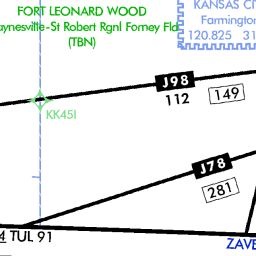 FORT LEONARD WOOD
aynesville-St Robert Rgnl Forney Fld
(TBN)
KANSAS CI
Farmington
120.825 31
J98
112
149
KK45I
J78
281
4 TUL 91
ZAVE